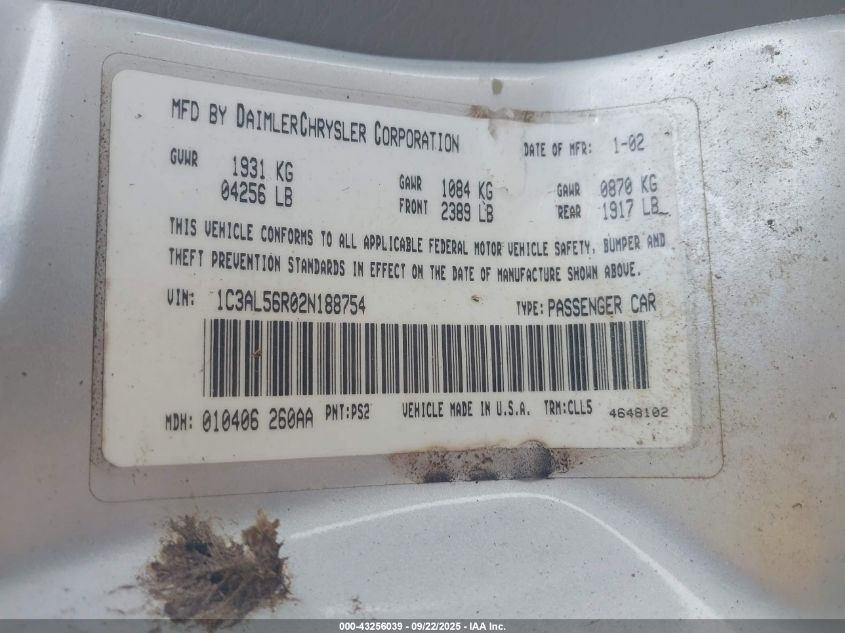 MFD BY DAIMLERCHRYSLER CORPORATION
DATE OF MFR: 1-02
GVWR 1931 KG
04256 LB
GAWR FRONT 1084 KG
2389 LB
GAWR REAR 0870 KG
1917 LB
THIS VEHICLE CONFORMS TO ALL APPLICABLE FEDERAL MOTOR VEHICLE SAFETY, BUMPER AND
THEFT PREVENTION STANDARDS IN EFFECT ON THE DATE OF MANUFACTURE SHOWN ABOVE.
VIN: 1C3AL56R02N188754 TYPE: PASSENGER CAR
MDH: 010406 260AA PNT:PS2 VEHICLE MADE IN U.S.A. TRM:CLL5 4648102
000-43256039 - 09/22/2025 - IAA Inc.